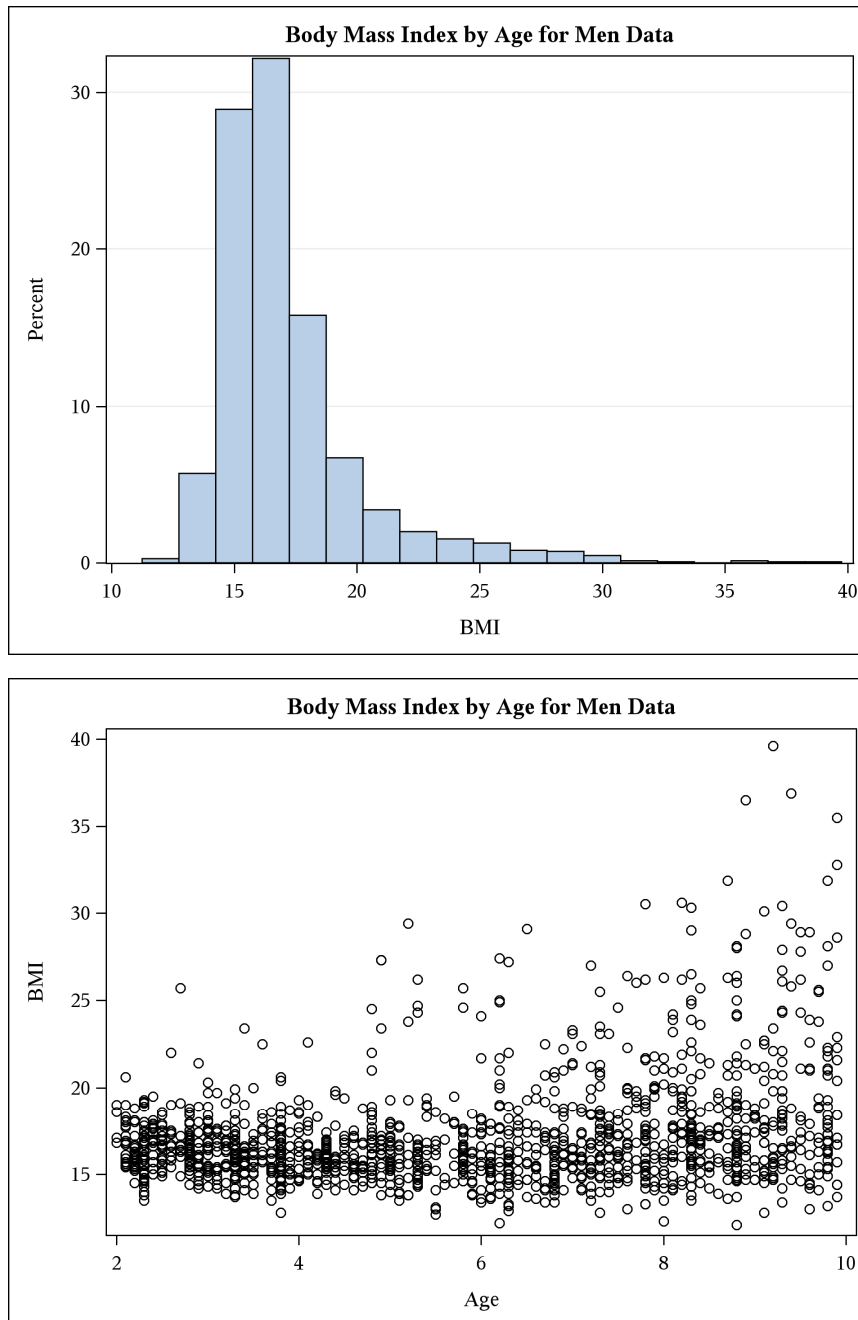 Body Mass Index by Age for Men Data
30
20
10
0
Percent
10 15 20 25 30 35 40
BMI
Body Mass Index by Age for Men Data
40
35
30
25
20
15
BMI
2 4 6 8 10
Age